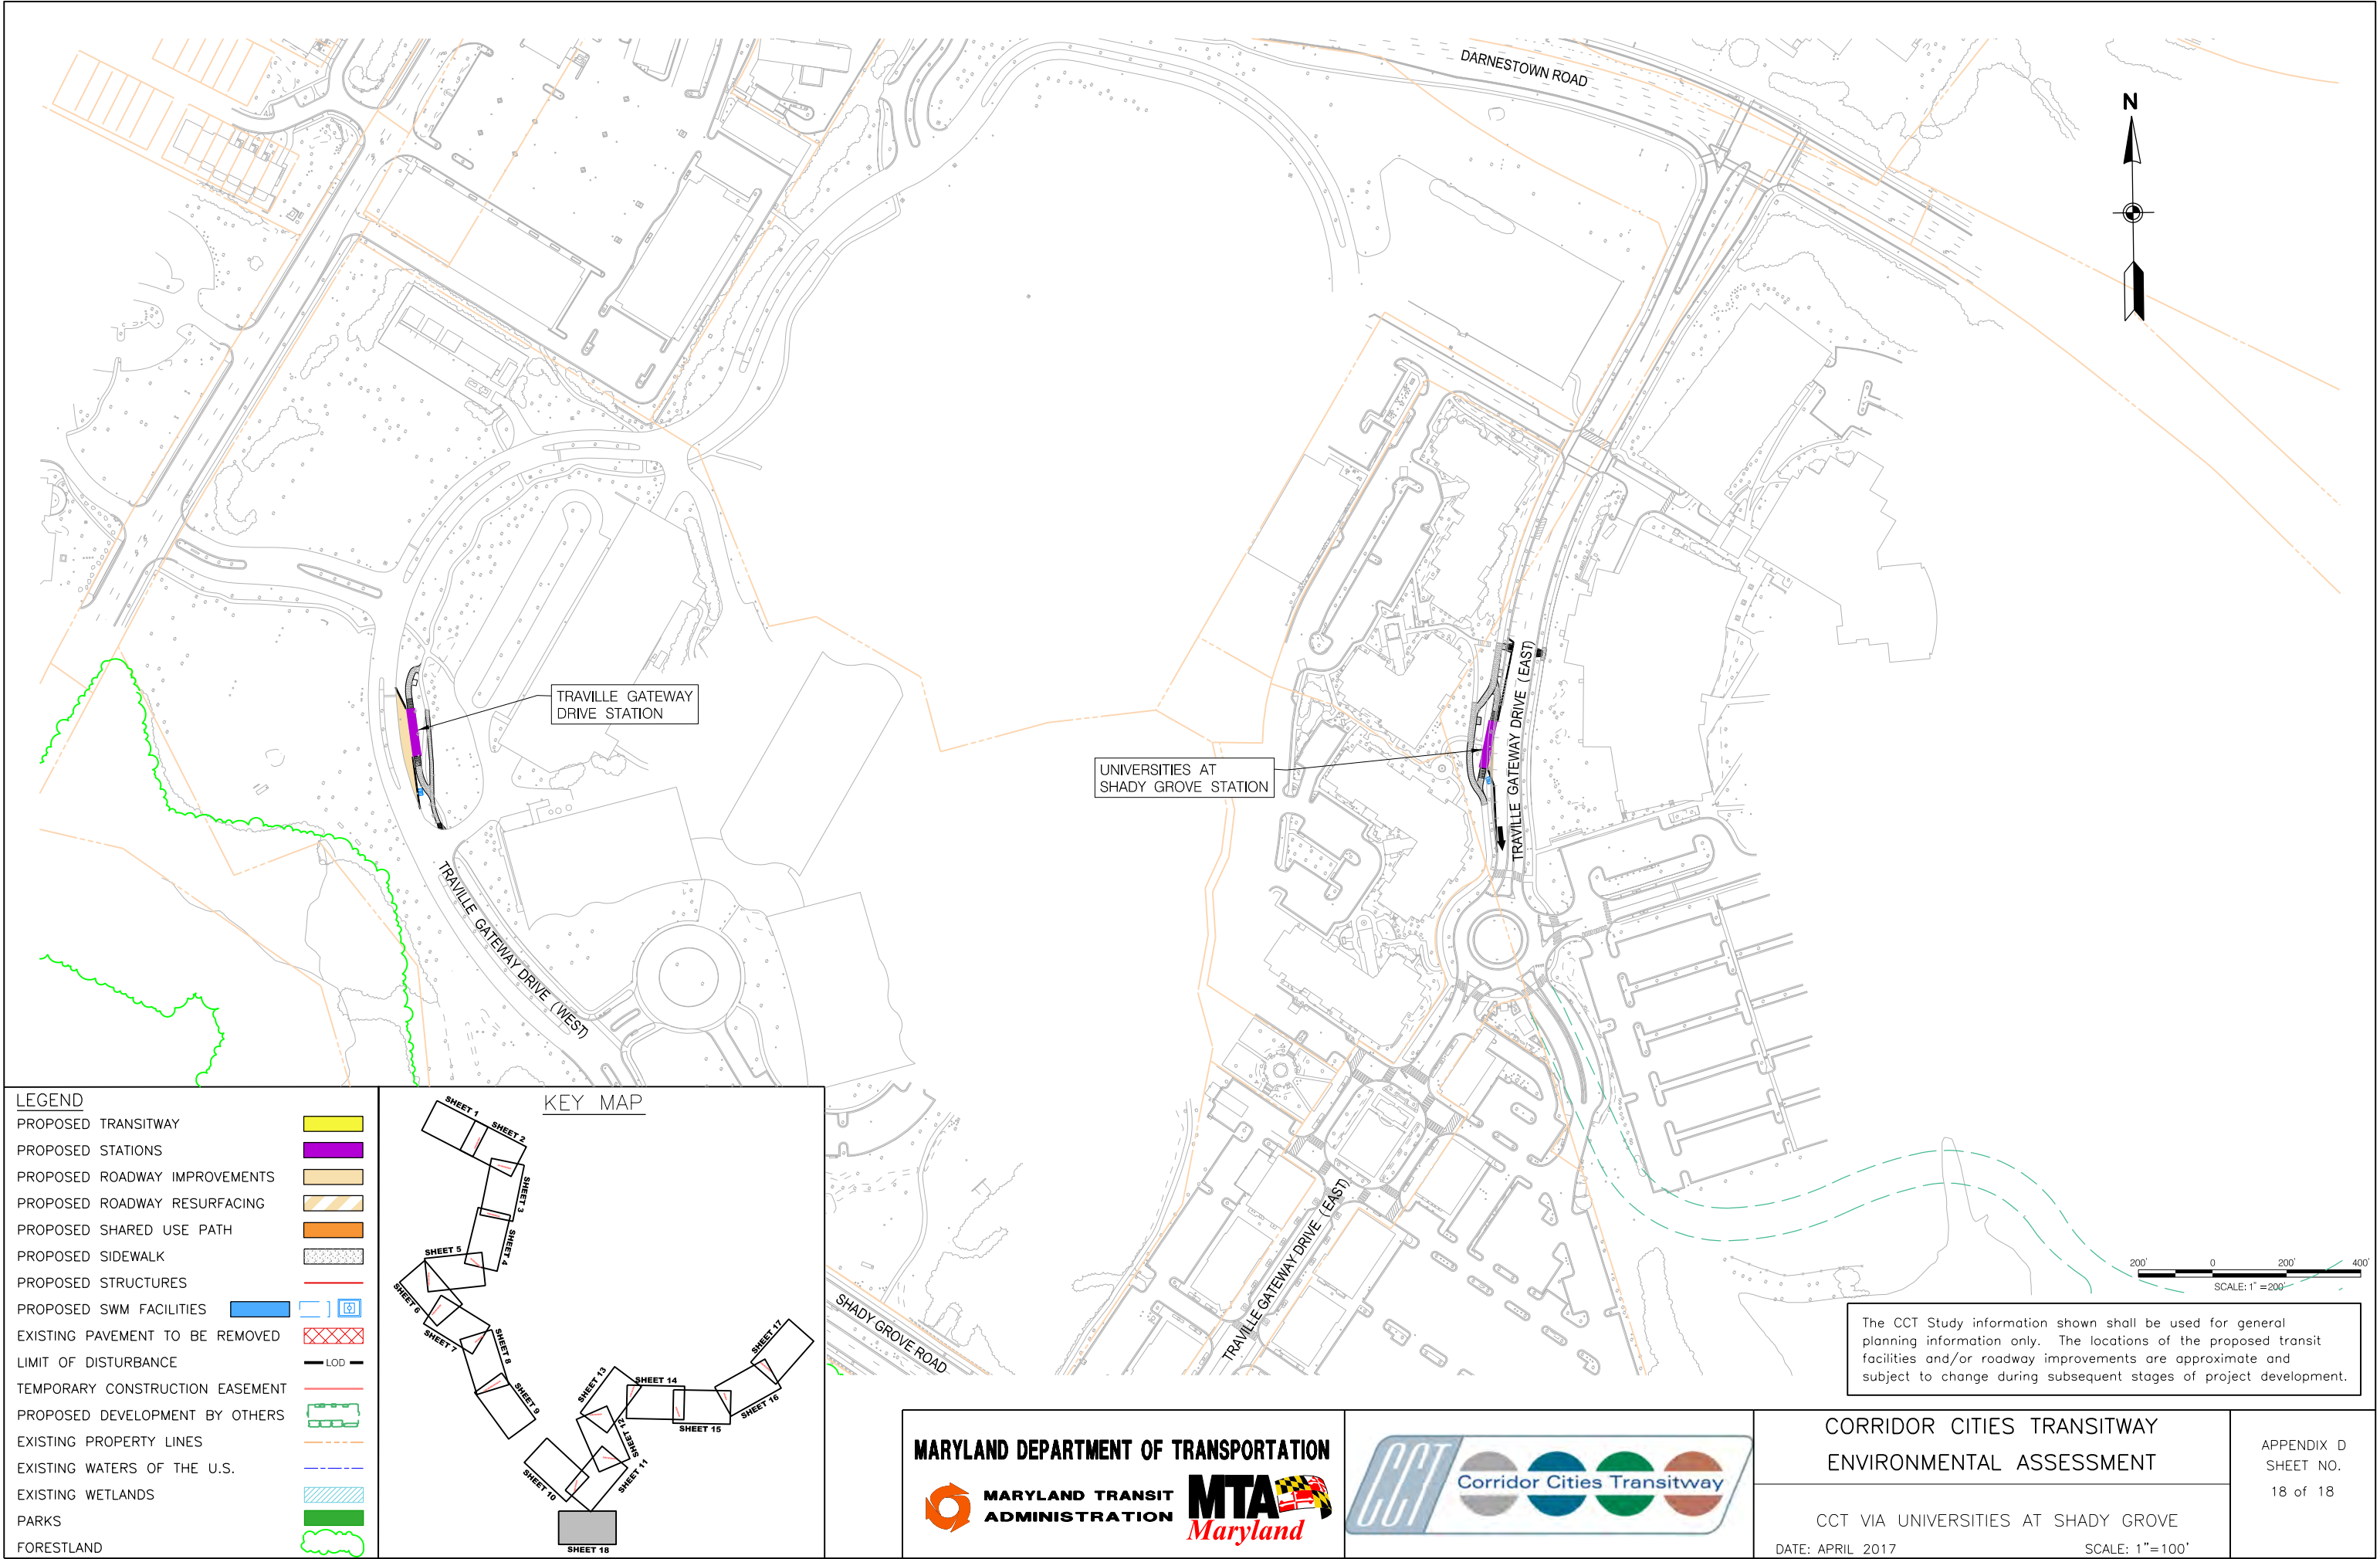 DARNESTOWN ROAD
N
TRAVILLE GATEWAY
DRIVE STATION
UNIVERSITIES AT
SHADY GROVE STATION
TRAVILLE GATEWAY DRIVE (EAST)
TRAVILLE GATEWAY DRIVE (WEST)
TRAVILLE GATEWAY DRIVE (EAST)
SHADY GROVE ROAD
200' 0 200' 400'
SCALE: 1"=200'
The CCT Study information shown shall be used for general
planning information only. The locations of the proposed transit
facilities and/or roadway improvements are approximate and
subject to change during subsequent stages of project development.
LEGEND
PROPOSED TRANSITWAY
PROPOSED STATIONS
PROPOSED ROADWAY IMPROVEMENTS
PROPOSED ROADWAY RESURFACING
PROPOSED SHARED USE PATH
PROPOSED SIDEWALK
PROPOSED STRUCTURES
PROPOSED SWM FACILITIES
EXISTING PAVEMENT TO BE REMOVED
LIMIT OF DISTURBANCE
LOD
TEMPORARY CONSTRUCTION EASEMENT
PROPOSED DEVELOPMENT BY OTHERS
EXISTING PROPERTY LINES
EXISTING WATERS OF THE U.S.
EXISTING WETLANDS
PARKS
FORESTLAND
KEY MAP
SHEET 1
SHEET 2
SHEET 3
SHEET 4
SHEET 5
SHEET 6
SHEET 7
SHEET 8
SHEET 9
SHEET 10
SHEET 11
SHEET 12
SHEET 13
SHEET 14
SHEET 15
SHEET 16
SHEET 17
SHEET 18
MARYLAND DEPARTMENT OF TRANSPORTATION
MARYLAND TRANSIT
ADMINISTRATION
MTA
Maryland
CCT
Corridor Cities Transitway
CORRIDOR CITIES TRANSITWAY
ENVIRONMENTAL ASSESSMENT
CCT VIA UNIVERSITIES AT SHADY GROVE
DATE: APRIL 2017 SCALE: 1"=100'
APPENDIX D
SHEET NO.
18 of 18